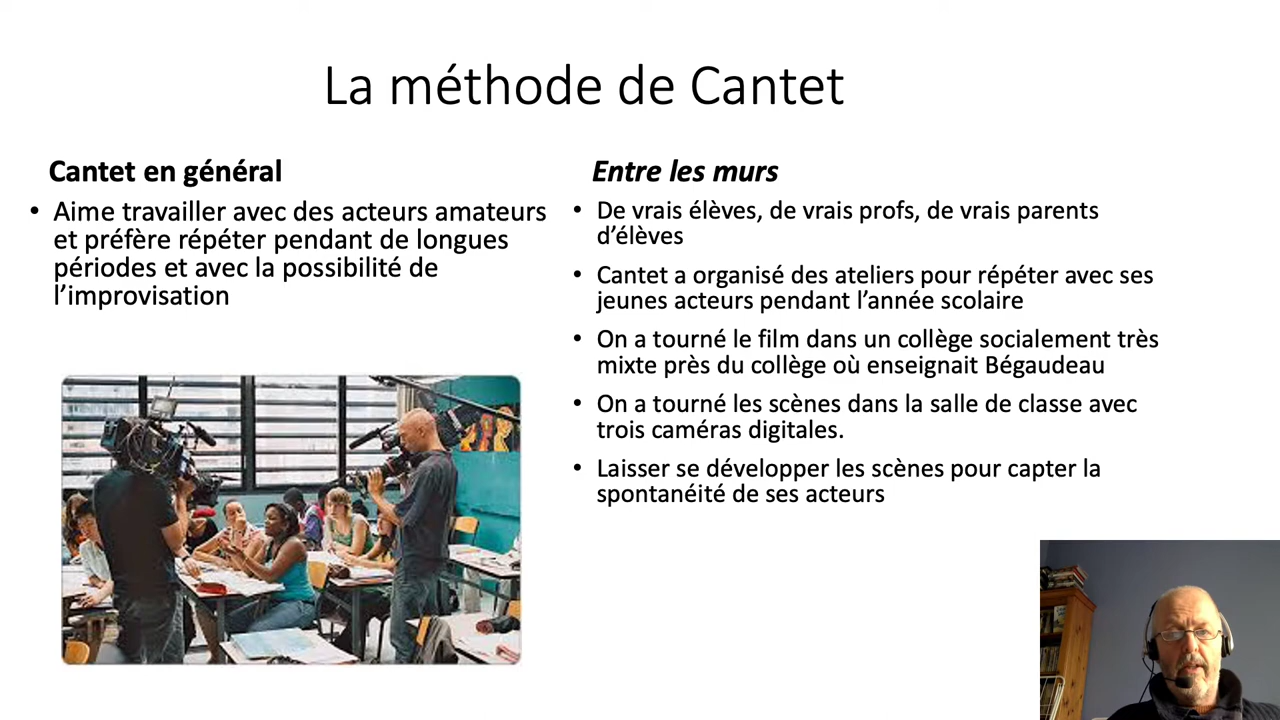 La méthode de Cantet
Cantet en général
• Aime travailler avec des acteurs amateurs
et préfère répéter pendant de longues
périodes et avec la possibilité de
l’improvisation
Entre les murs
• De vrais élèves, de vrais profs, de vrais parents
d’élèves
• Cantet a organisé des ateliers pour répéter avec ses
jeunes acteurs pendant l’année scolaire
• On a tourné le film dans un collège socialement très
mixte près du collège où enseignait Bégaudeau
• On a tourné les scènes dans la salle de classe avec
trois caméras digitales.
• Laisser se développer les scènes pour capter la
spontanéité de ses acteurs